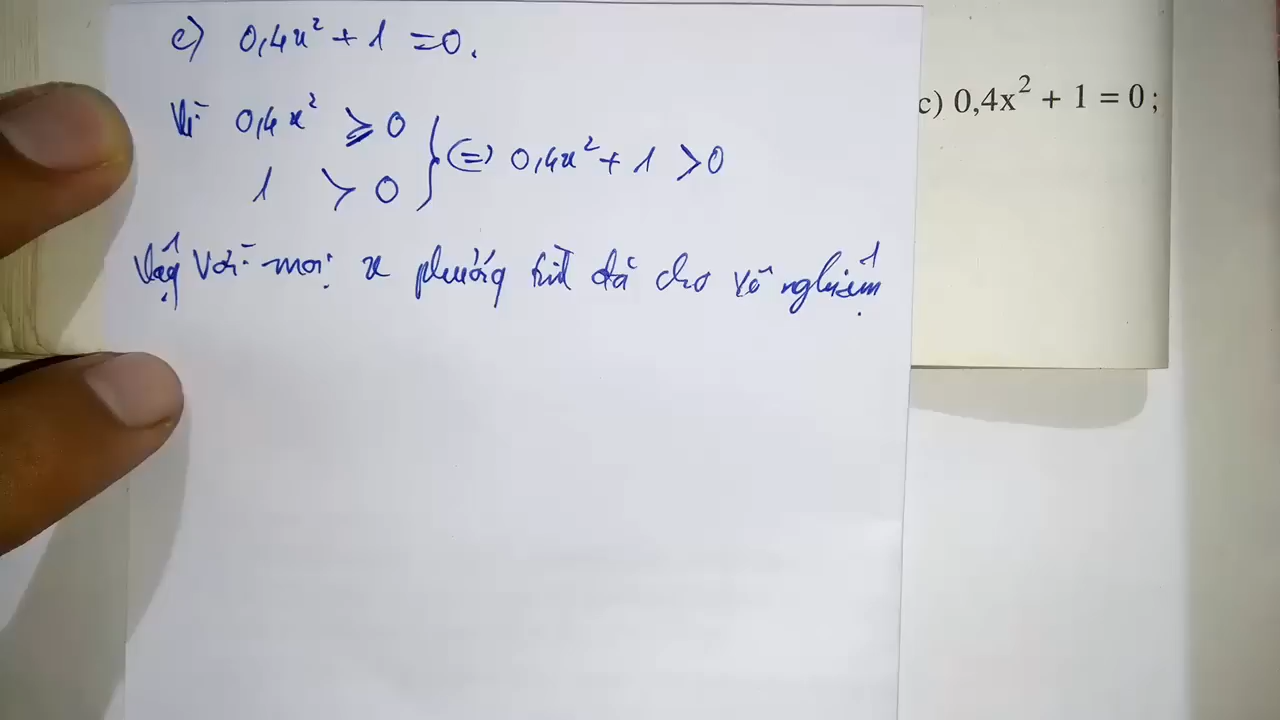 c) 0,4x² + 1 = 0.
Vì 0,4x² ⩾ 0
1 > 0 } (=) 0,4x² + 1 > 0
Vậy với mọi x phương trình đã cho vô nghiệm
c) 0,4x² + 1 = 0 ;